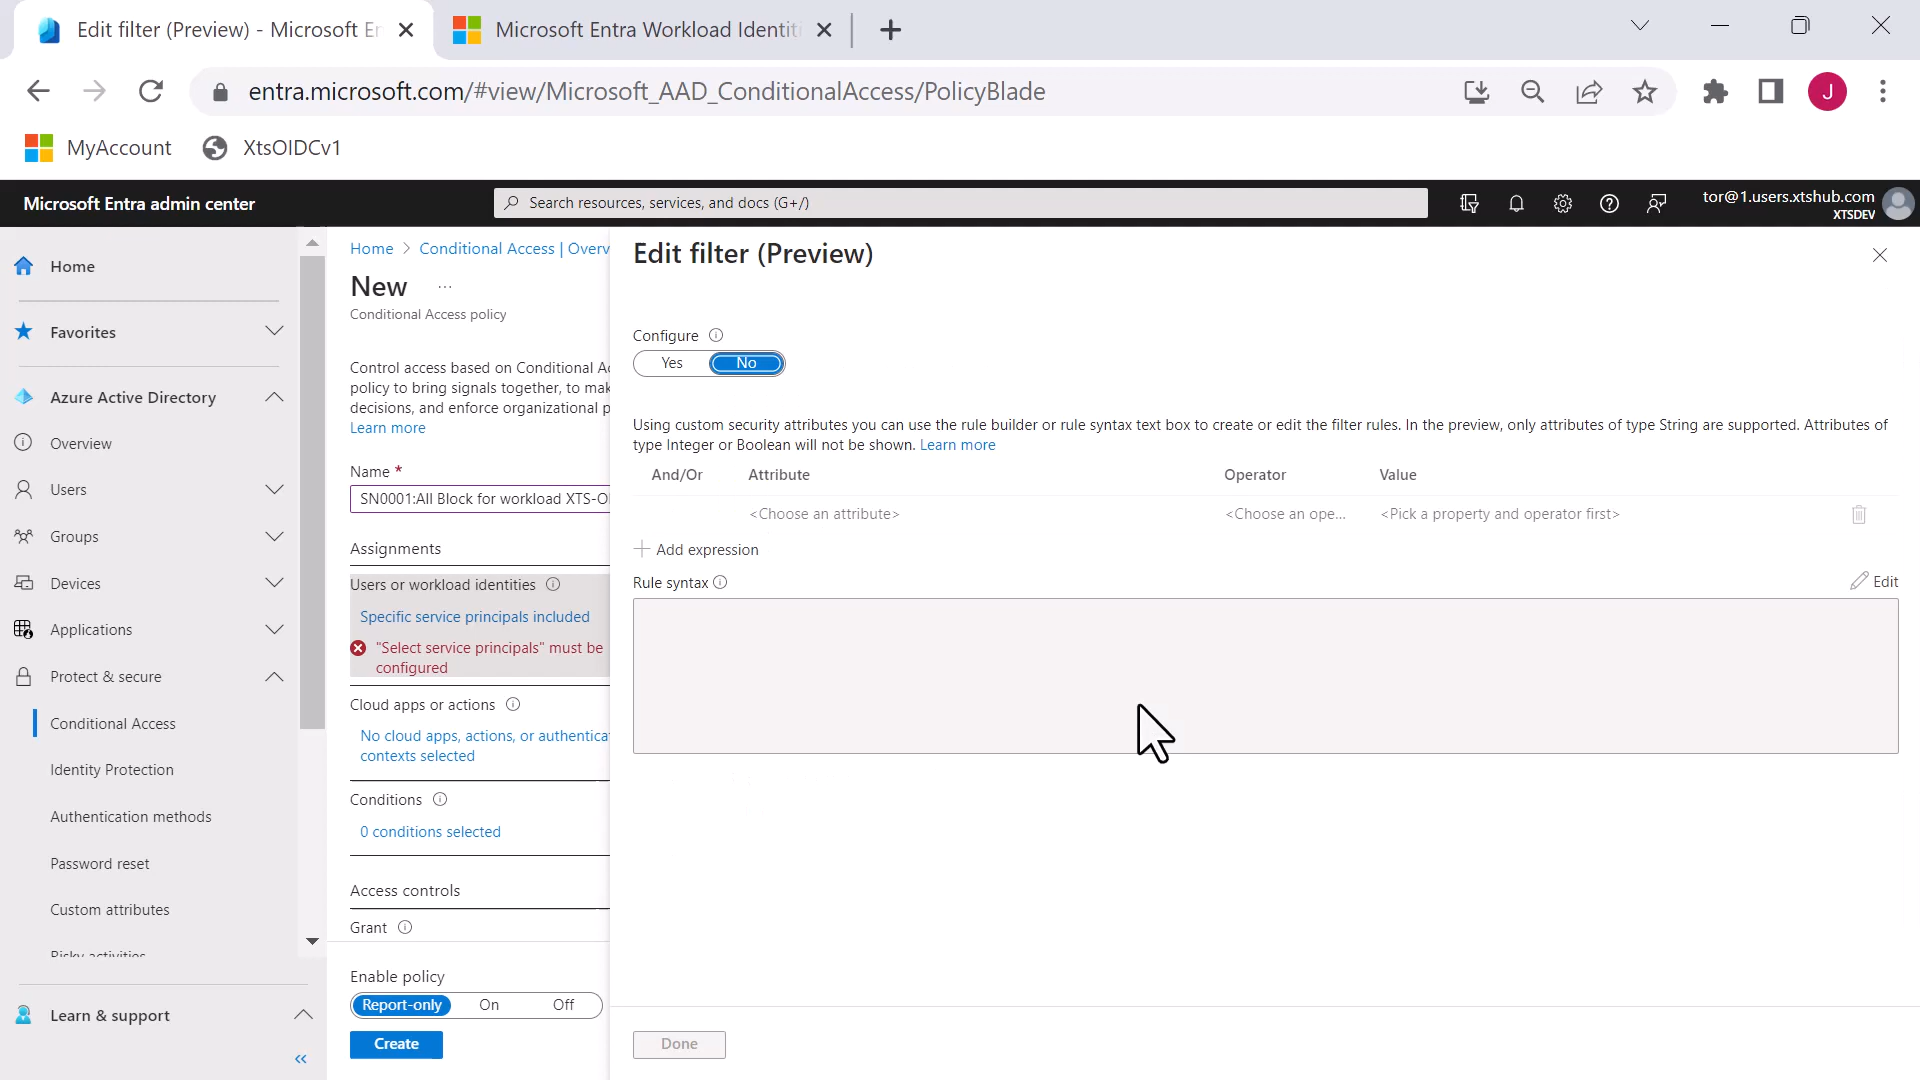 Edit filter (Preview) - Microsoft En
Microsoft Entra Workload Identiti
entra.microsoft.com/#view/Microsoft_AAD_ConditionalAccess/PolicyBlade
J
MyAccount
XtsOIDCv1
Microsoft Entra admin center
Search resources, services, and docs (G+/)
tor@1.users.xtshub.com
XTSDEV
Home
Favorites
Azure Active Directory
Overview
Users
Groups
Devices
Applications
Protect & secure
Conditional Access
Identity Protection
Authentication methods
Password reset
Custom attributes
Risky activities
Learn & support
Home > Conditional Access | Overv
New ...
Conditional Access policy
Control access based on Conditional Ac
policy to bring signals together, to mak
decisions, and enforce organizational p
Learn more
Name *
SN0001:All Block for workload XTS-O
Assignments
Users or workload identities
Specific service principals included
"Select service principals" must be
configured
Cloud apps or actions
No cloud apps, actions, or authentica
contexts selected
Conditions
0 conditions selected
Access controls
Grant
Enable policy
Report-only On Off
Create
Edit filter (Preview)
Configure
Yes No
Using custom security attributes you can use the rule builder or rule syntax text box to create or edit the filter rules. In the preview, only attributes of type String are supported. Attributes of
type Integer or Boolean will not be shown. Learn more
And/Or Attribute Operator Value
<Choose an attribute> <Choose an ope... <Pick a property and operator first>
Add expression
Rule syntax
Edit
Done